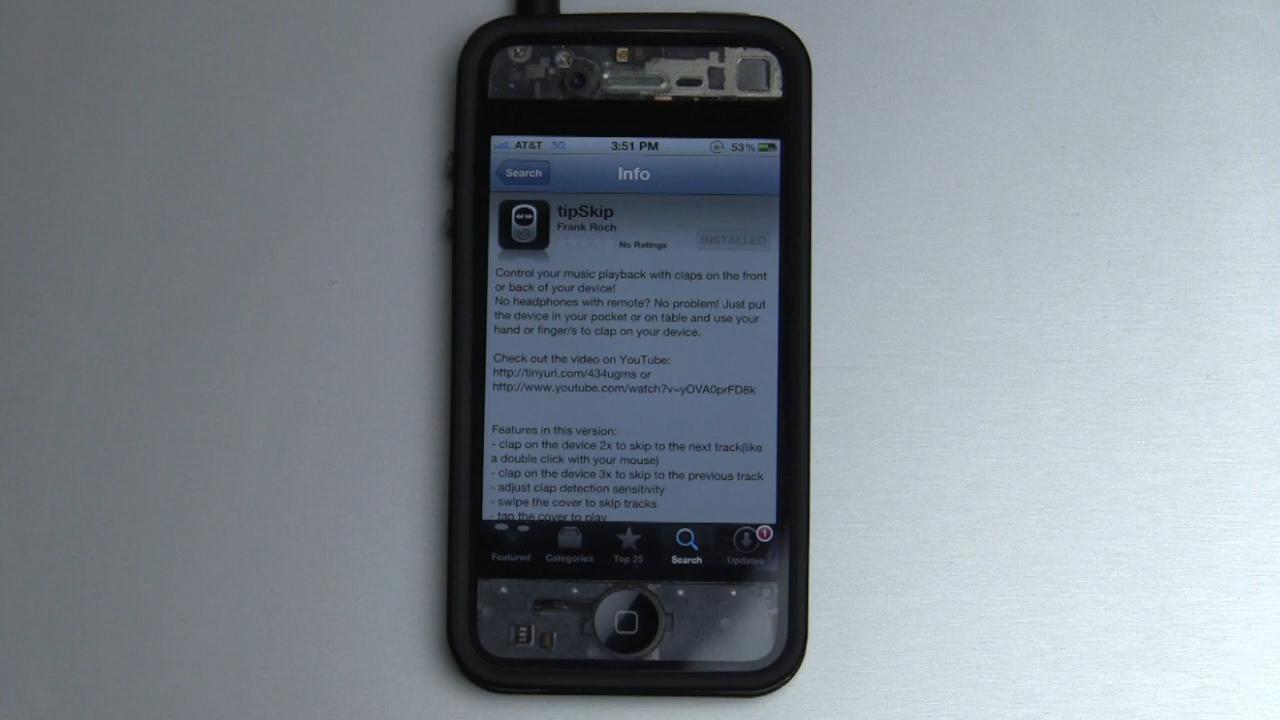 AT&T 3G 3:51 PM 53%
Search Info
tipSkip
Frank Roch
No Ratings INSTALLED
Control your music playback with claps on the front
or back of your device!
No headphones with remote? No problem! Just put
the device in your pocket or on table and use your
hand or finger/s to clap on your device.
Check out the video on YouTube:
http://tinyurl.com/434ugms or
http://www.youtube.com/watch?v=yOVA0prFD8k
Features in this version:
- clap on the device 2x to skip to the next track(like
a double click with your mouse)
- clap on the device 3x to skip to the previous track
- adjust clap detection sensitivity
- swipe the cover to skip tracks
- tap the cover to play
1
Featured Categories Top 25 Search Updates